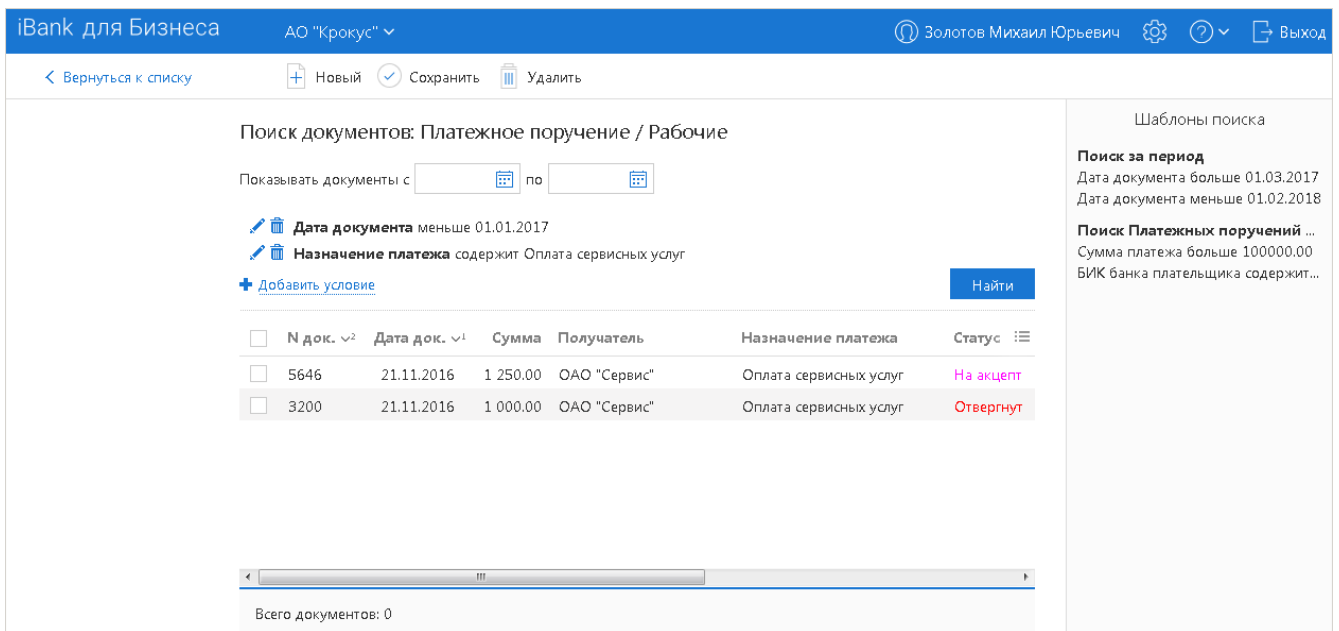 iBank для Бизнеса АО "Крокус" Золотов Михаил Юрьевич Выход
Вернуться к списку Новый Сохранить Удалить
Поиск документов: Платежное поручение / Рабочие
Показывать документы с по
Дата документа меньше 01.01.2017
Назначение платежа содержит Оплата сервисных услуг
Добавить условие Найти
N док. 2 Дата док. 1 Сумма Получатель Назначение платежа Статус
5646 21.11.2016 1 250.00 ОАО "Сервис" Оплата сервисных услуг На акцепт
3200 21.11.2016 1 000.00 ОАО "Сервис" Оплата сервисных услуг Отвергнут
Всего документов: 0
Шаблоны поиска
Поиск за период
Дата документа больше 01.03.2017
Дата документа меньше 01.02.2018
Поиск Платежных поручений ...
Сумма платежа больше 100000.00
БИК банка плательщика содержит...